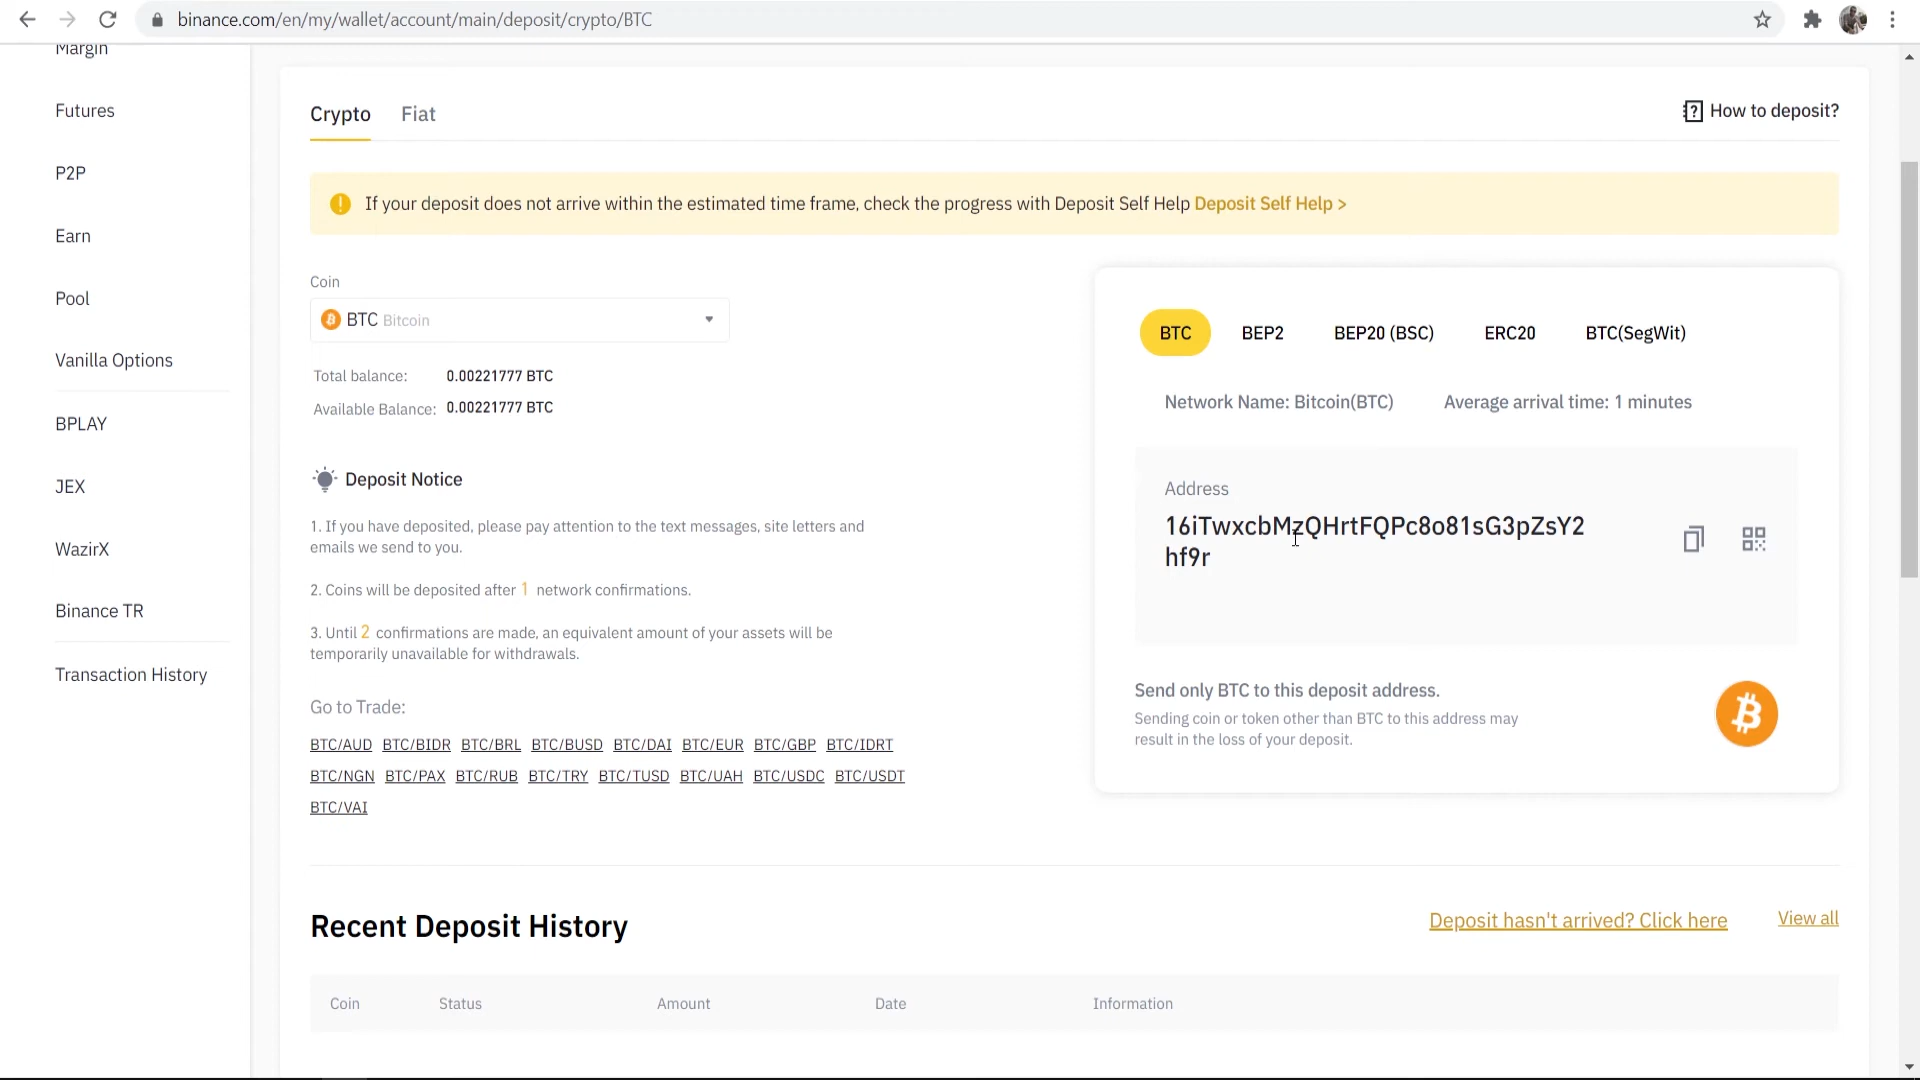 binance.com/en/my/wallet/account/main/deposit/crypto/BTC
Margin
Futures
P2P
Earn
Pool
Vanilla Options
BPLAY
JEX
WazirX
Binance TR
Transaction History
Crypto Fiat
How to deposit?
If your deposit does not arrive within the estimated time frame, check the progress with Deposit Self Help Deposit Self Help >
Coin
BTC Bitcoin
Total balance: 0.00221777 BTC
Available Balance: 0.00221777 BTC
Deposit Notice
1. If you have deposited, please pay attention to the text messages, site letters and
emails we send to you.
2. Coins will be deposited after 1 network confirmations.
3. Until 2 confirmations are made, an equivalent amount of your assets will be
temporarily unavailable for withdrawals.
Go to Trade:
BTC/AUD BTC/BIDR BTC/BRL BTC/BUSD BTC/DAI BTC/EUR BTC/GBP BTC/IDRT
BTC/NGN BTC/PAX BTC/RUB BTC/TRY BTC/TUSD BTC/UAH BTC/USDC BTC/USDT
BTC/VAI
BTC BEP2 BEP20 (BSC) ERC20 BTC(SegWit)
Network Name: Bitcoin(BTC) Average arrival time: 1 minutes
Address
16iTwxcbMzQHrtFQPc8o81sG3pZsY2
hf9r
Send only BTC to this deposit address.
Sending coin or token other than BTC to this address may
result in the loss of your deposit.
Recent Deposit History
Deposit hasn't arrived? Click here
View all
Coin Status Amount Date Information